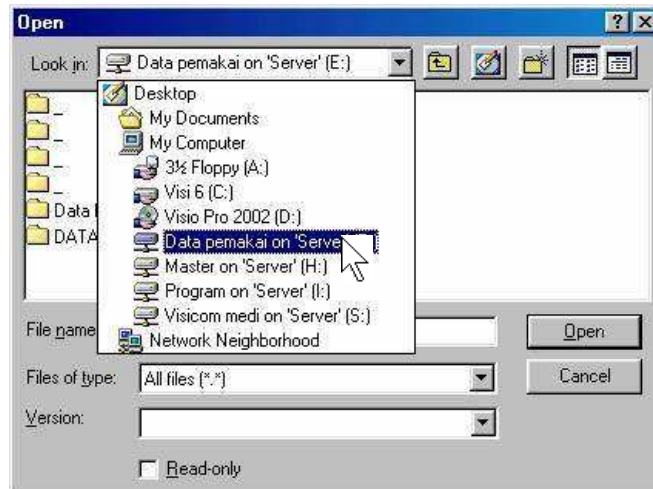 Open
Look in: Data pemakai on 'Server' (E:)
Desktop
My Documents
My Computer
3½ Floppy (A:)
Visi 6 (C:)
Visio Pro 2002 (D:)
Data pemakai on 'Serve
Master on 'Server' (H:)
Program on 'Server' (I:)
Visicom medi on 'Server' (S:)
Network Neighborhood
_
_
_
_
Data
DATA
File name
Open
Files of type: All files (*.*)
Cancel
Version:
Read-only